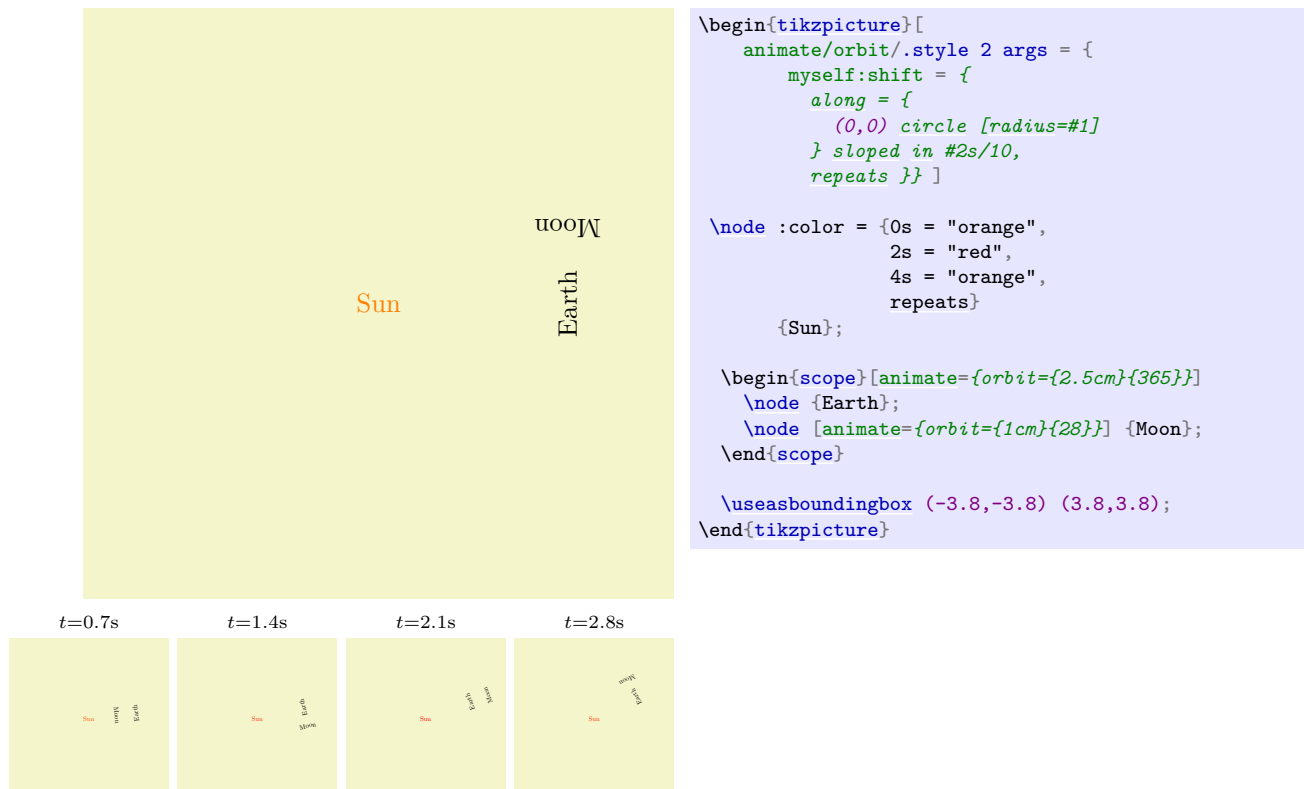 Moon
Earth
Sun
t=0.7s
t=1.4s
t=2.1s
t=2.8s
Sun
Moon
Earth
Sun
Earth
Moon
Sun
Earth
Moon
Sun
Moon
Earth
\begin{tikzpicture}[
animate/orbit/.style 2 args = {
myself:shift = {
along = {
(0,0) circle [radius=#1]
} sloped in #2s/10,
repeats }} ]
\node :color = {0s = "orange",
2s = "red",
4s = "orange",
repeats}
{Sun};
\begin{scope}[animate={orbit={2.5cm}{365}}]
\node {Earth};
\node [animate={orbit={1cm}{28}}] {Moon};
\end{scope}
\useasboundingbox (-3.8,-3.8) (3.8,3.8);
\end{tikzpicture}